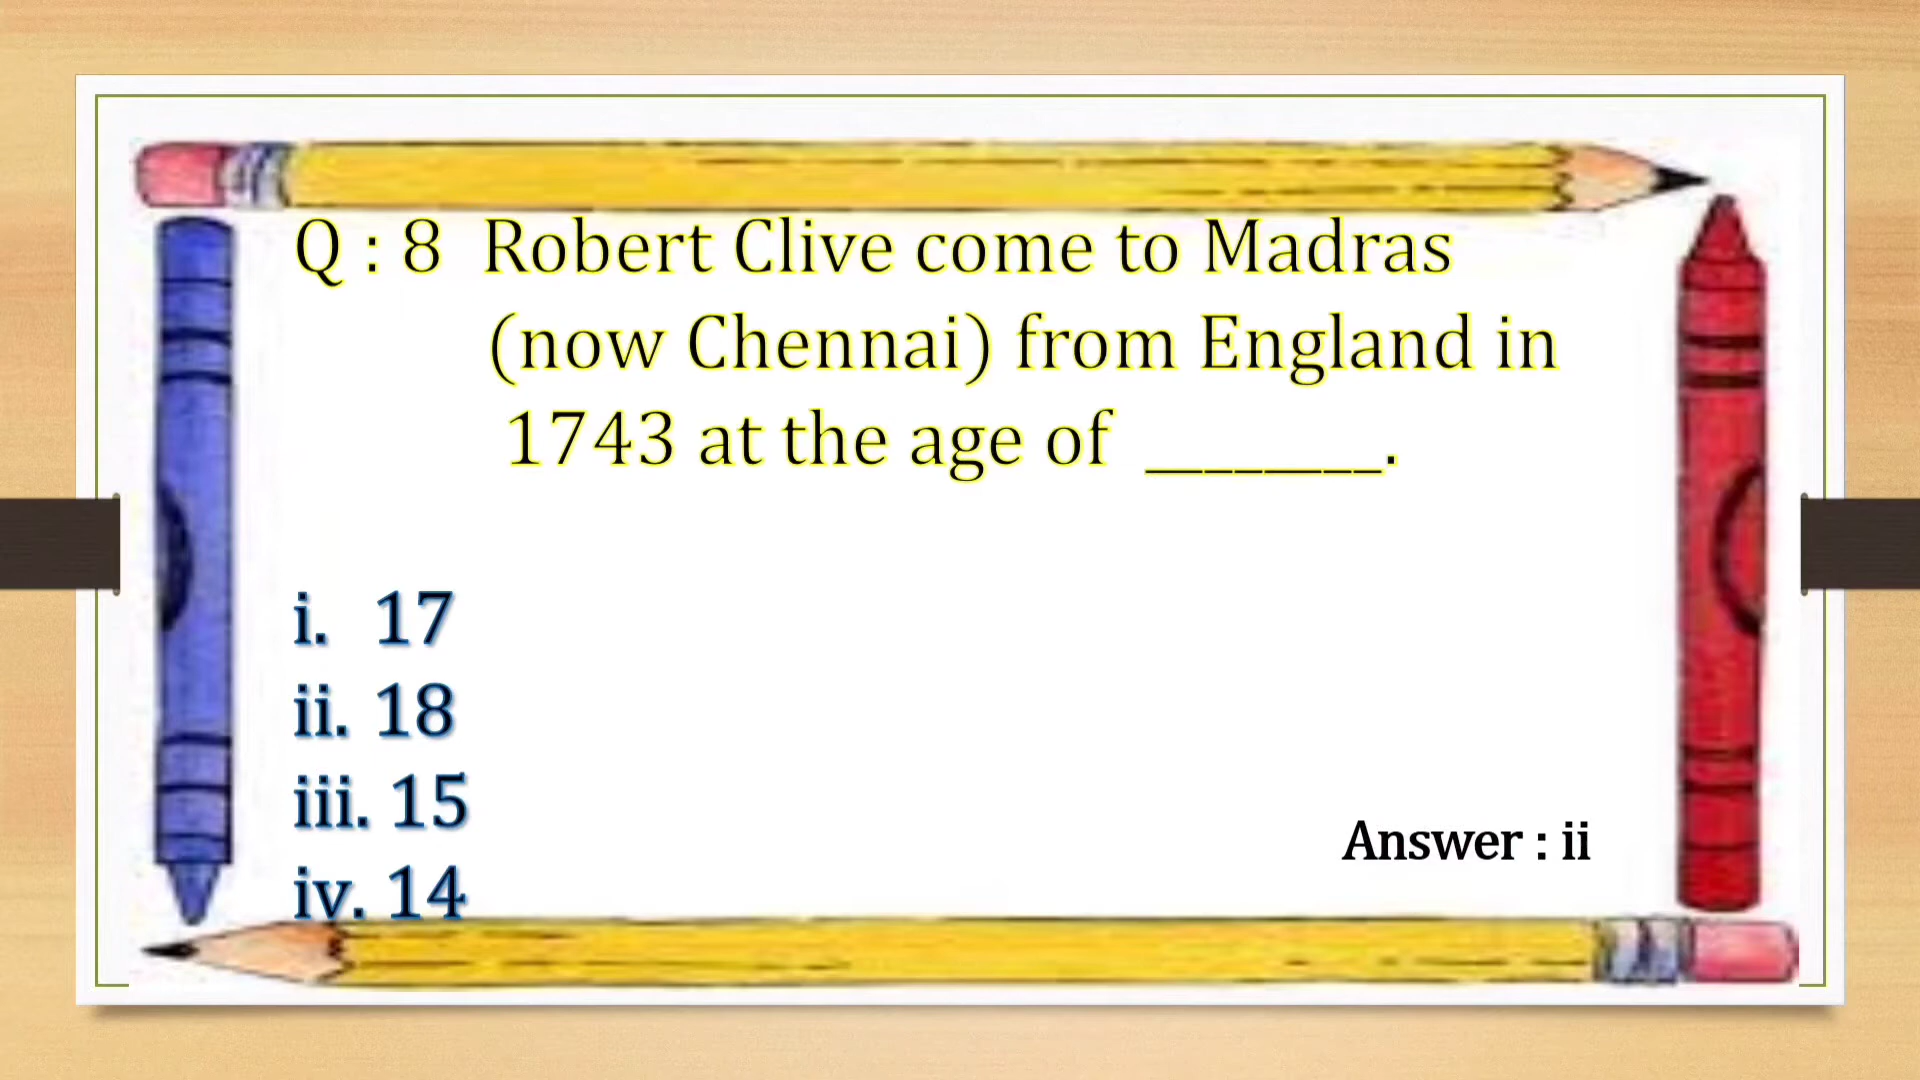 Q : 8 Robert Clive come to Madras
(now Chennai) from England in
1743 at the age of ________.
i. 17
ii. 18
iii. 15
iv. 14
Answer : ii